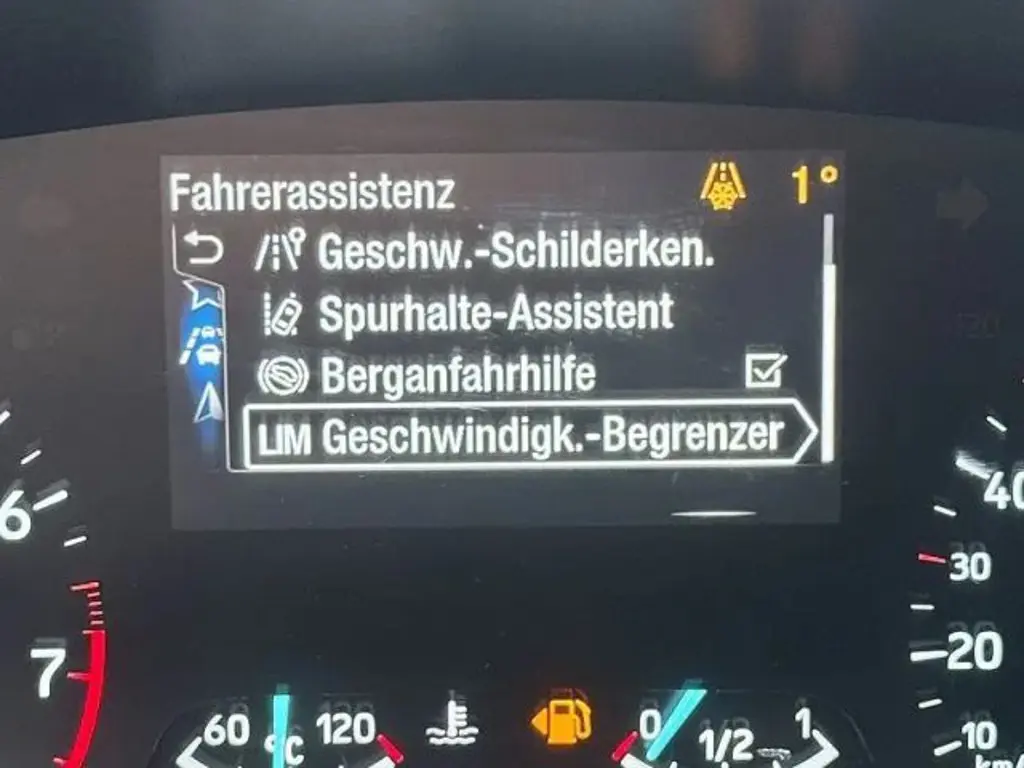 Fahrerassistenz 1°
Geschw.-Schilderken.
Spurhalte-Assistent
Berganfahrhilfe
LIM Geschwindigk.-Begrenzer
6
7
40
30
20
10
60 °C 120
0 1/2 1